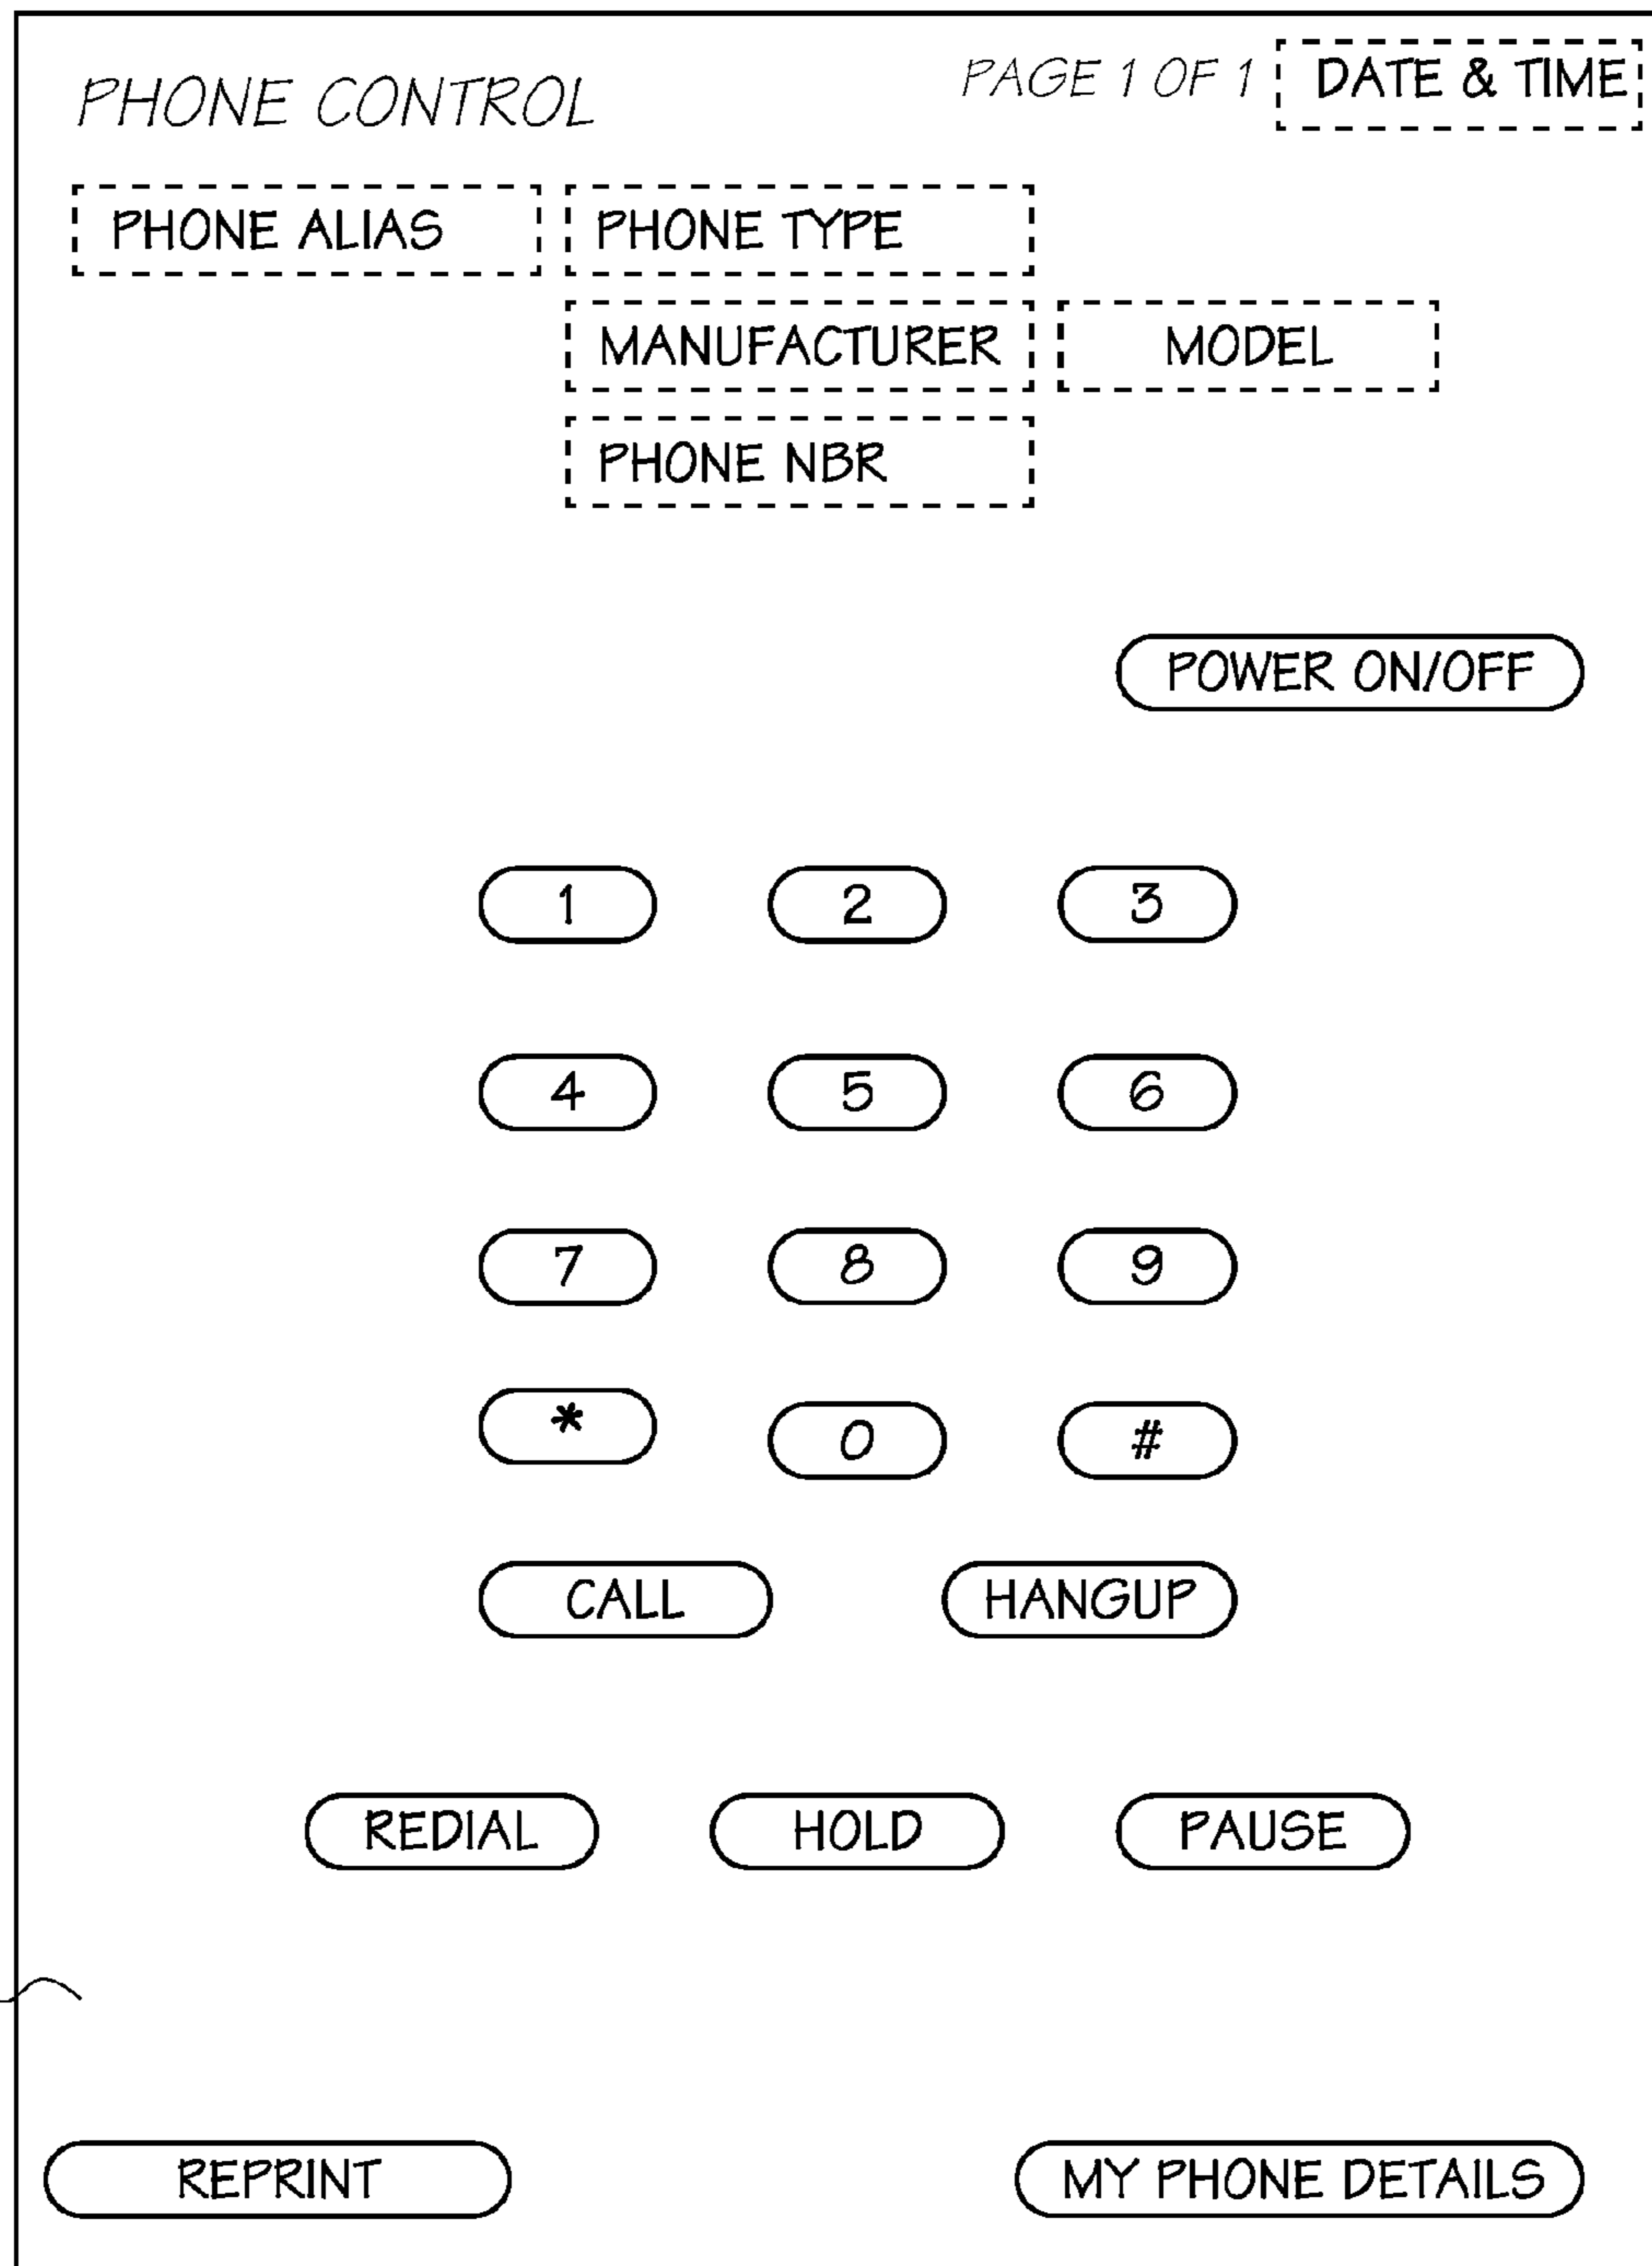 PHONE CONTROL PAGE 1 OF 1 DATE & TIME
PHONE ALIAS PHONE TYPE
MANUFACTURER MODEL
PHONE NBR
POWER ON/OFF
1 2 3
4 5 6
7 8 9
* 0 #
CALL HANGUP
REDIAL HOLD PAUSE
REPRINT MY PHONE DETAILS